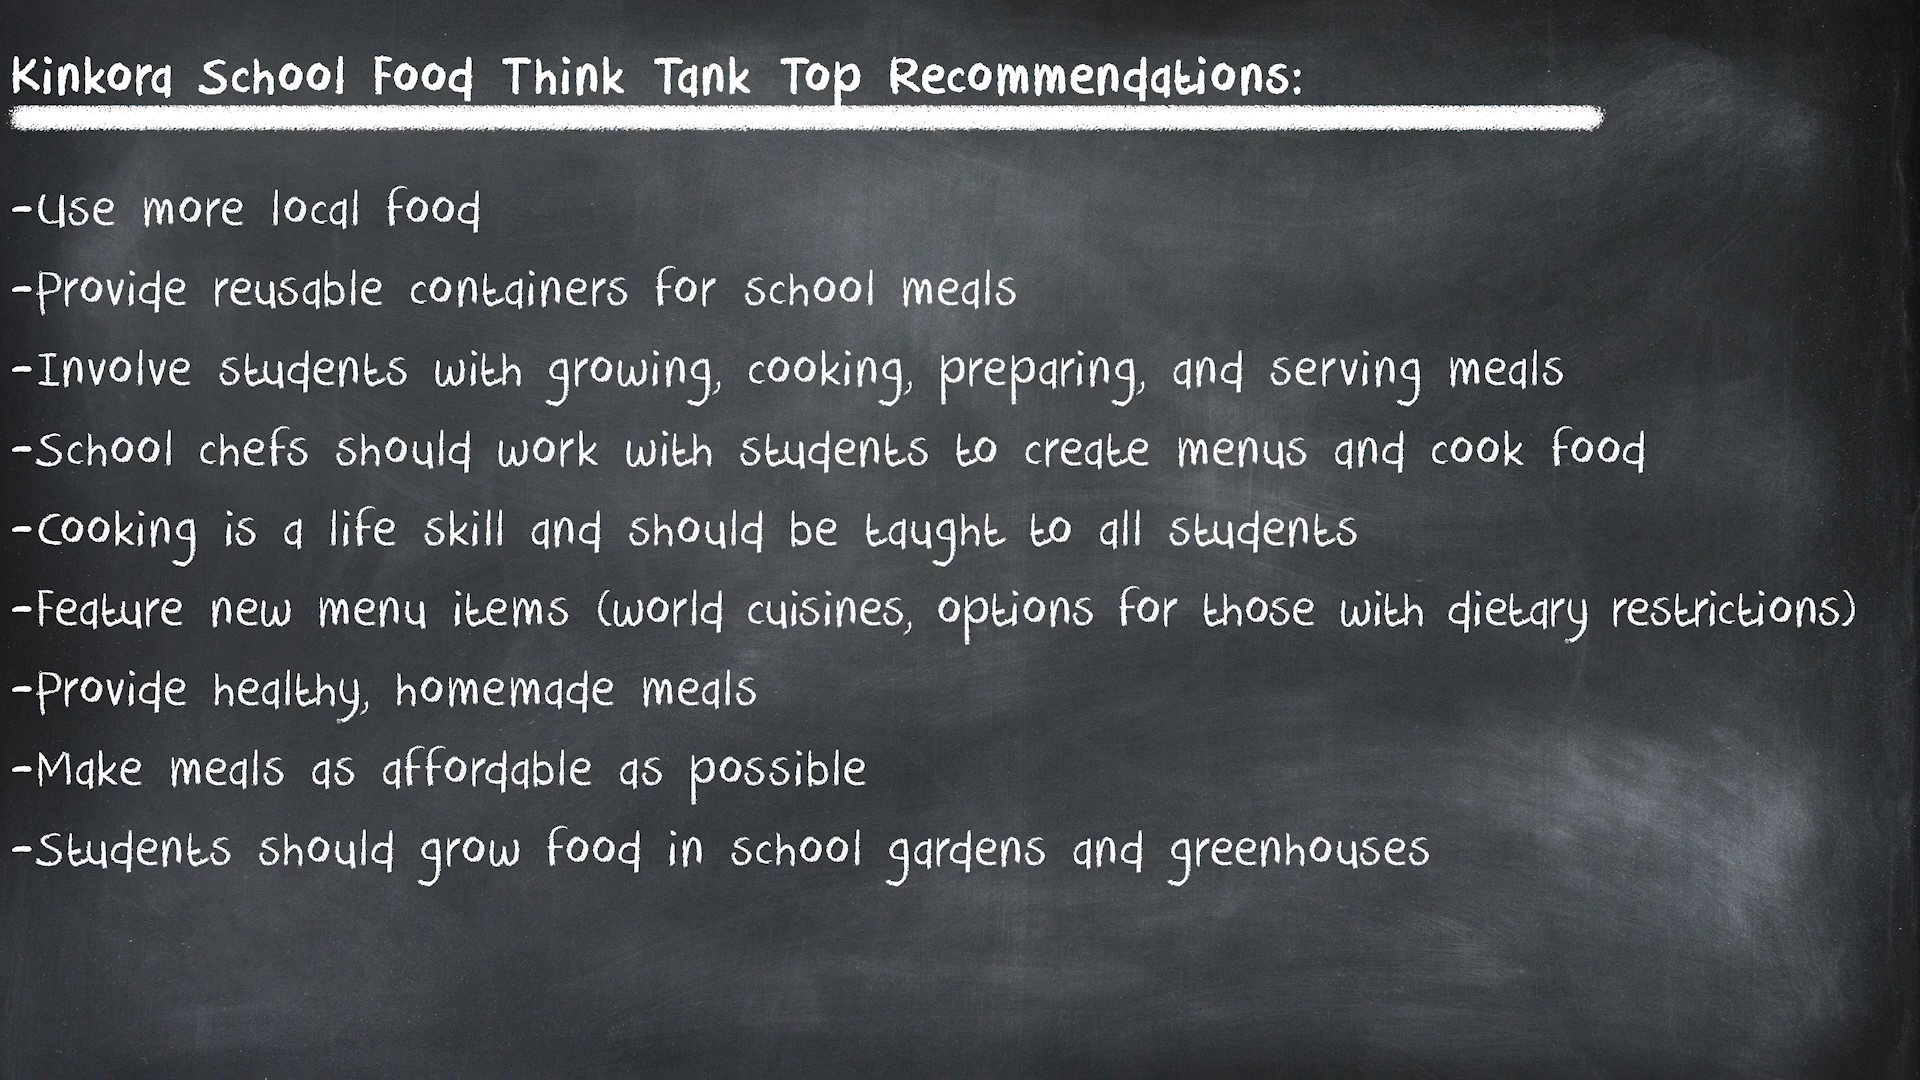 Kinkora School Food Think Tank Top Recommendations:
-Use more local food
-Provide reusable containers for school meals
-Involve students with growing, cooking, preparing, and serving meals
-School chefs should work with students to create menus and cook food
-Cooking is a life skill and should be taught to all students
-Feature new menu items (world cuisines, options for those with dietary restrictions)
-Provide healthy, homemade meals
-Make meals as affordable as possible
-Students should grow food in school gardens and greenhouses